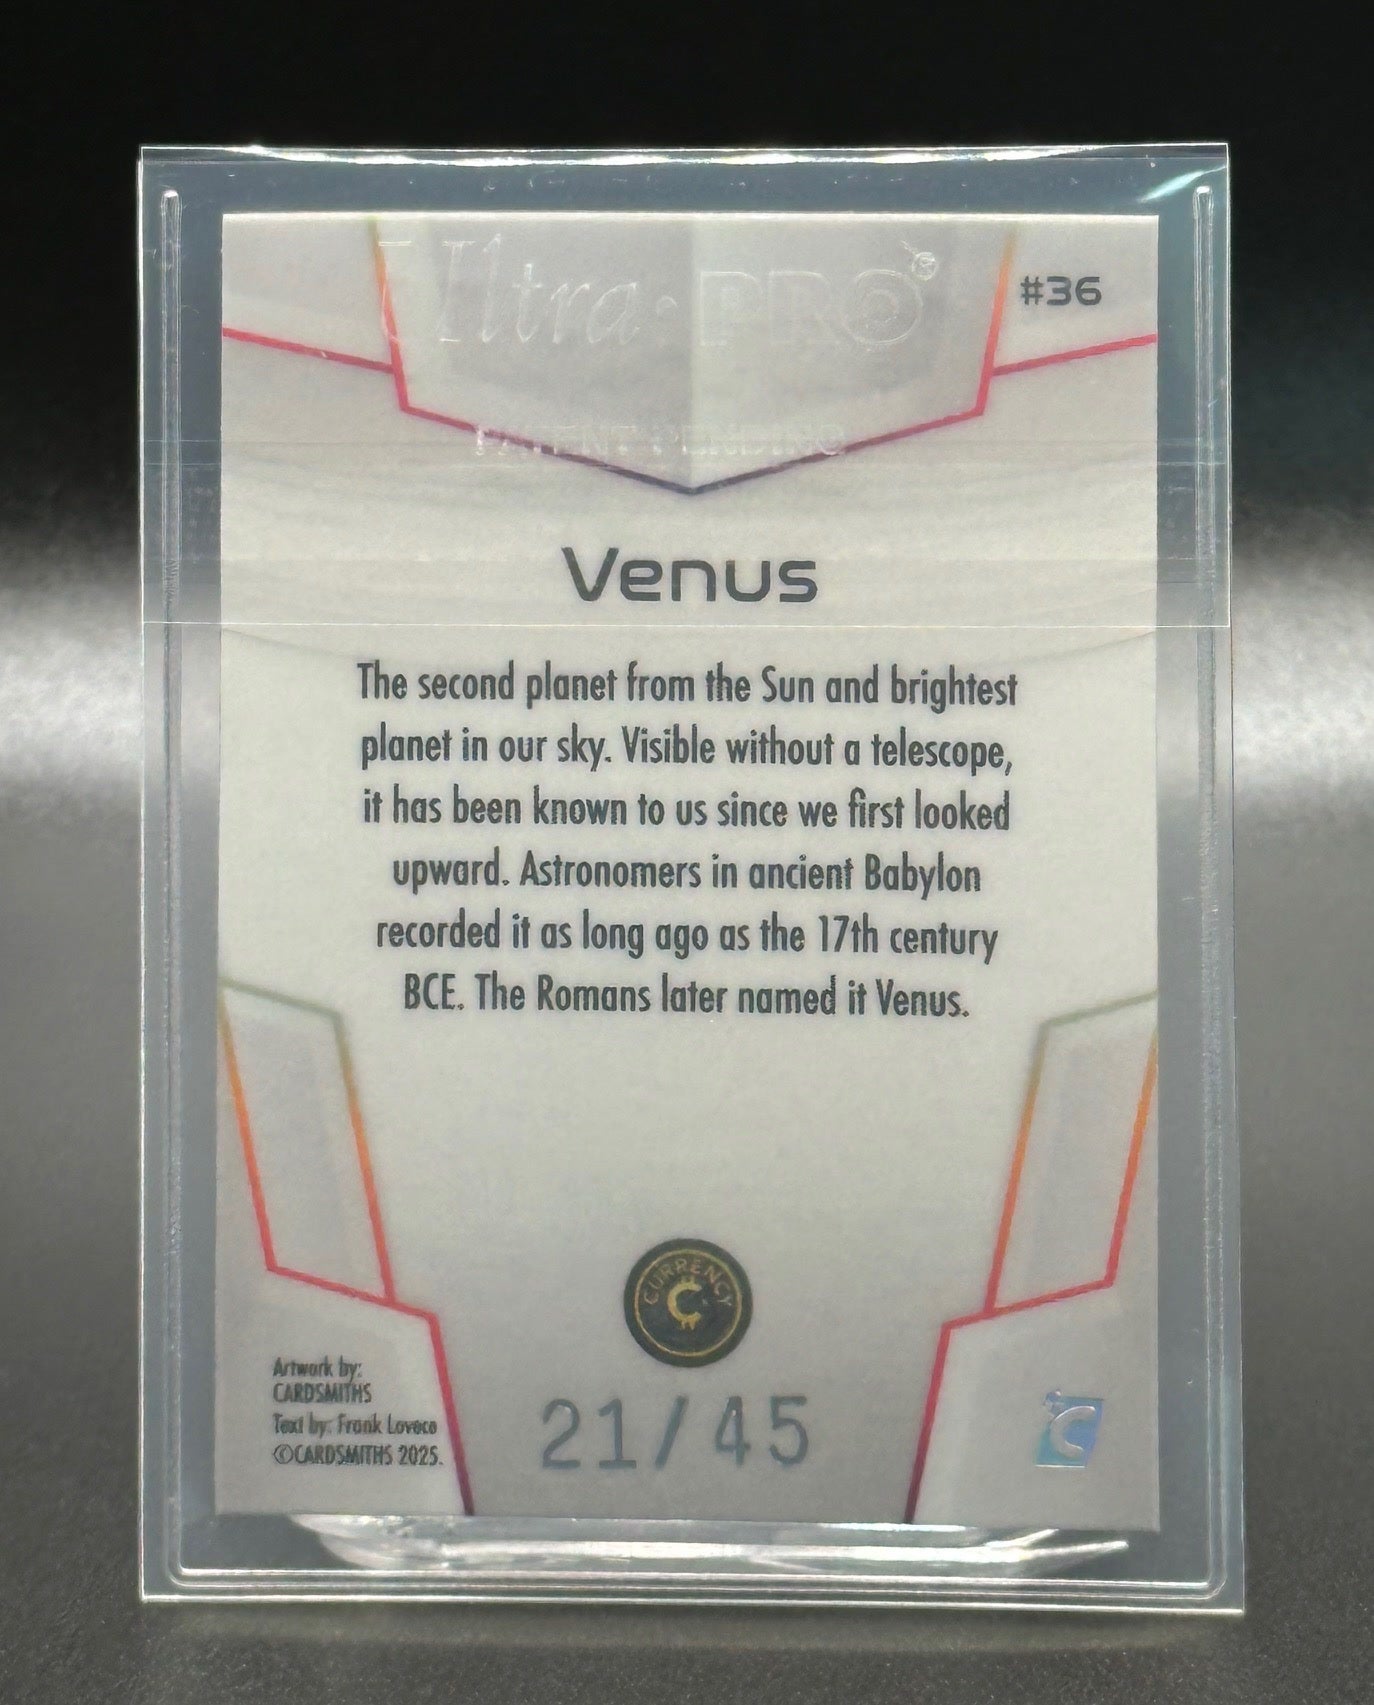 Ultra·PRO®
#36
PATENT PENDING
Venus
The second planet from the Sun and brightest
planet in our sky. Visible without a telescope,
it has been known to us since we first looked
upward. Astronomers in ancient Babylon
recorded it as long ago as the 17th century
BCE. The Romans later named it Venus.
CURRENCY
C
Artwork by:
CARDSMITHS
Text by: Frank Lovece
©CARDSMITHS 2025.
21/45
C